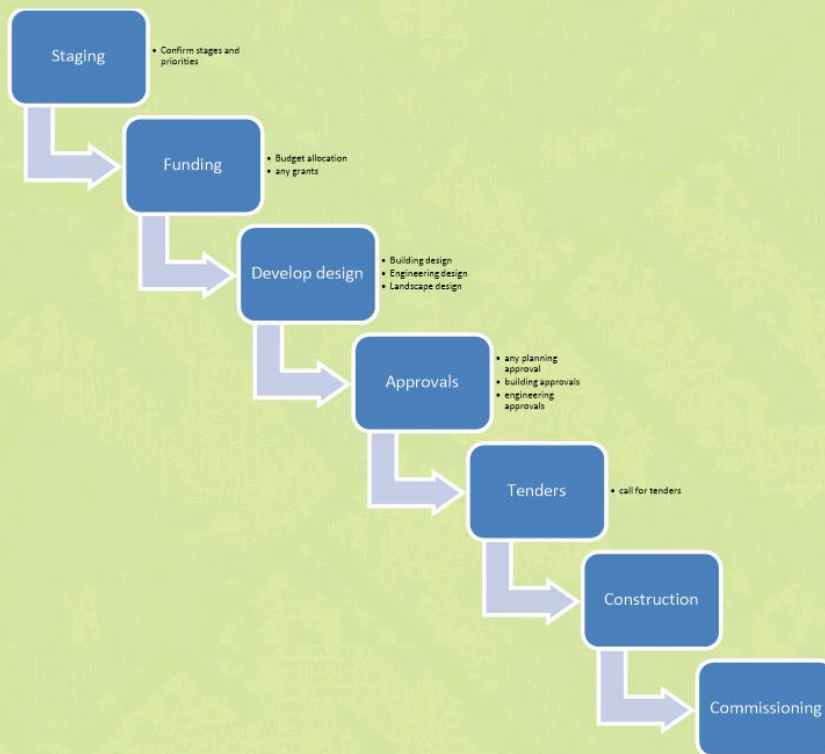 Staging
• Confirm stages and
priorities
Funding
• Budget allocation
• any grants
Develop design
• Building design
• Engineering design
• Landscape design
Approvals
• any planning
approval
• building approvals
• engineering
approvals
Tenders
• call for tenders
Construction
Commissioning